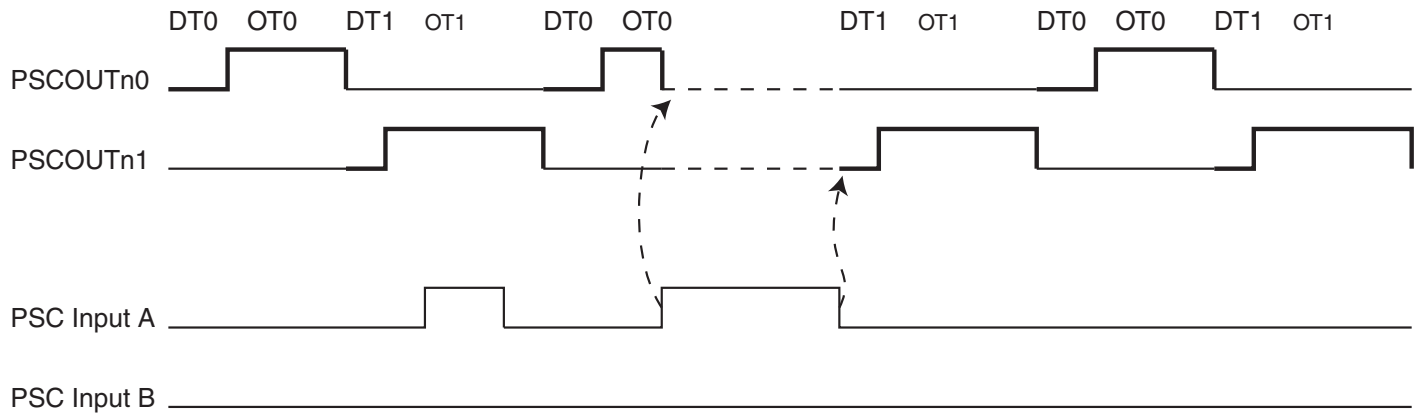 DT0 OT0 DT1 OT1 DT0 OT0 DT1 OT1 DT0 OT0 DT1 OT1
PSCOUTn0
PSCOUTn1
PSC Input A
PSC Input B